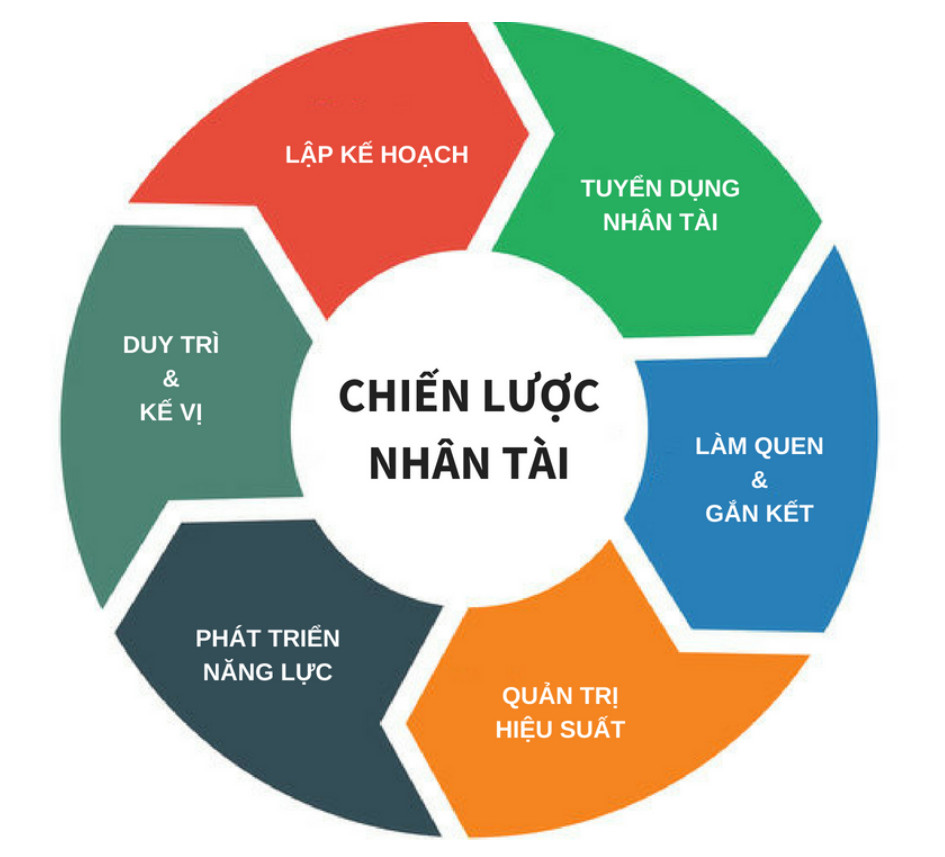 LẬP KẾ HOẠCH
TUYỂN DỤNG
NHÂN TÀI
LÀM QUEN
&
GẮN KẾT
QUẢN TRỊ
HIỆU SUẤT
PHÁT TRIỂN
NĂNG LỰC
DUY TRÌ
&
KẾ VỊ
CHIẾN LƯỢC
NHÂN TÀI